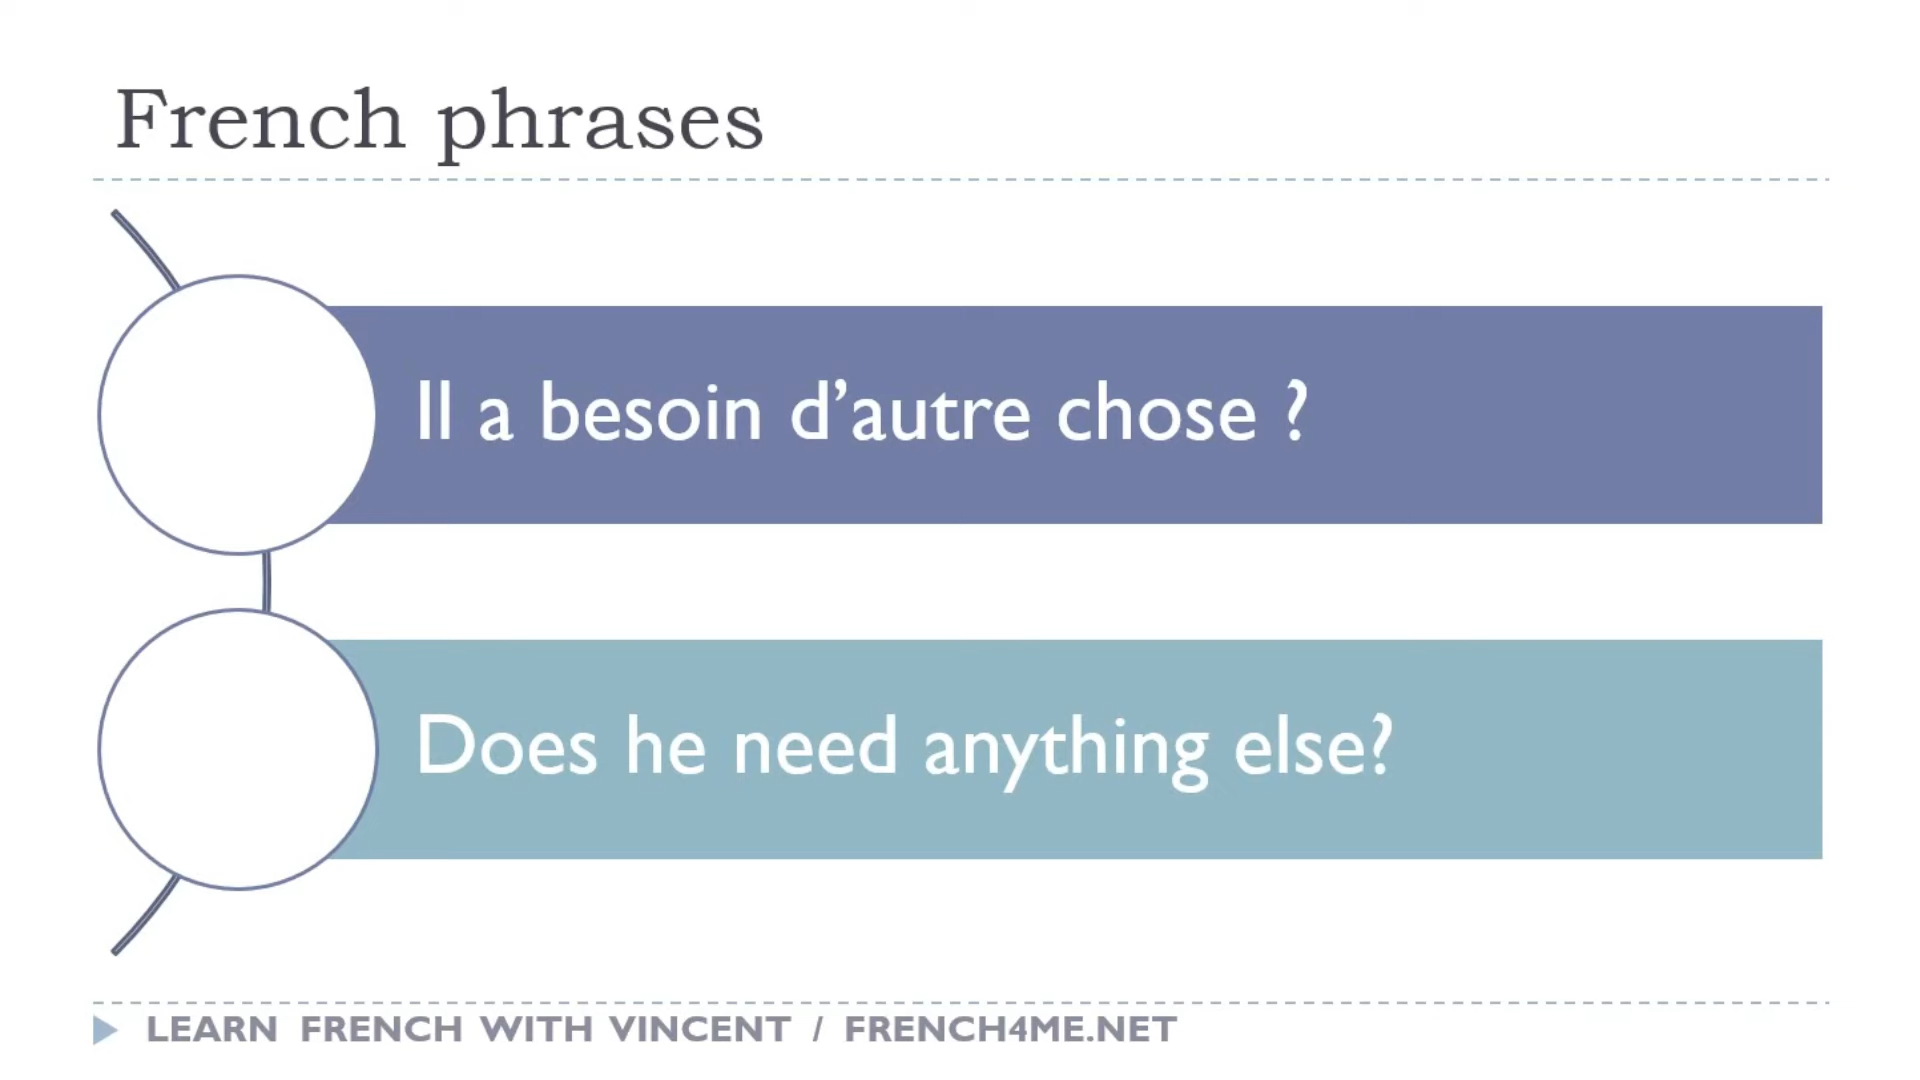 French phrases
Il a besoin d’autre chose ?
Does he need anything else?
LEARN FRENCH WITH VINCENT / FRENCH4ME.NET